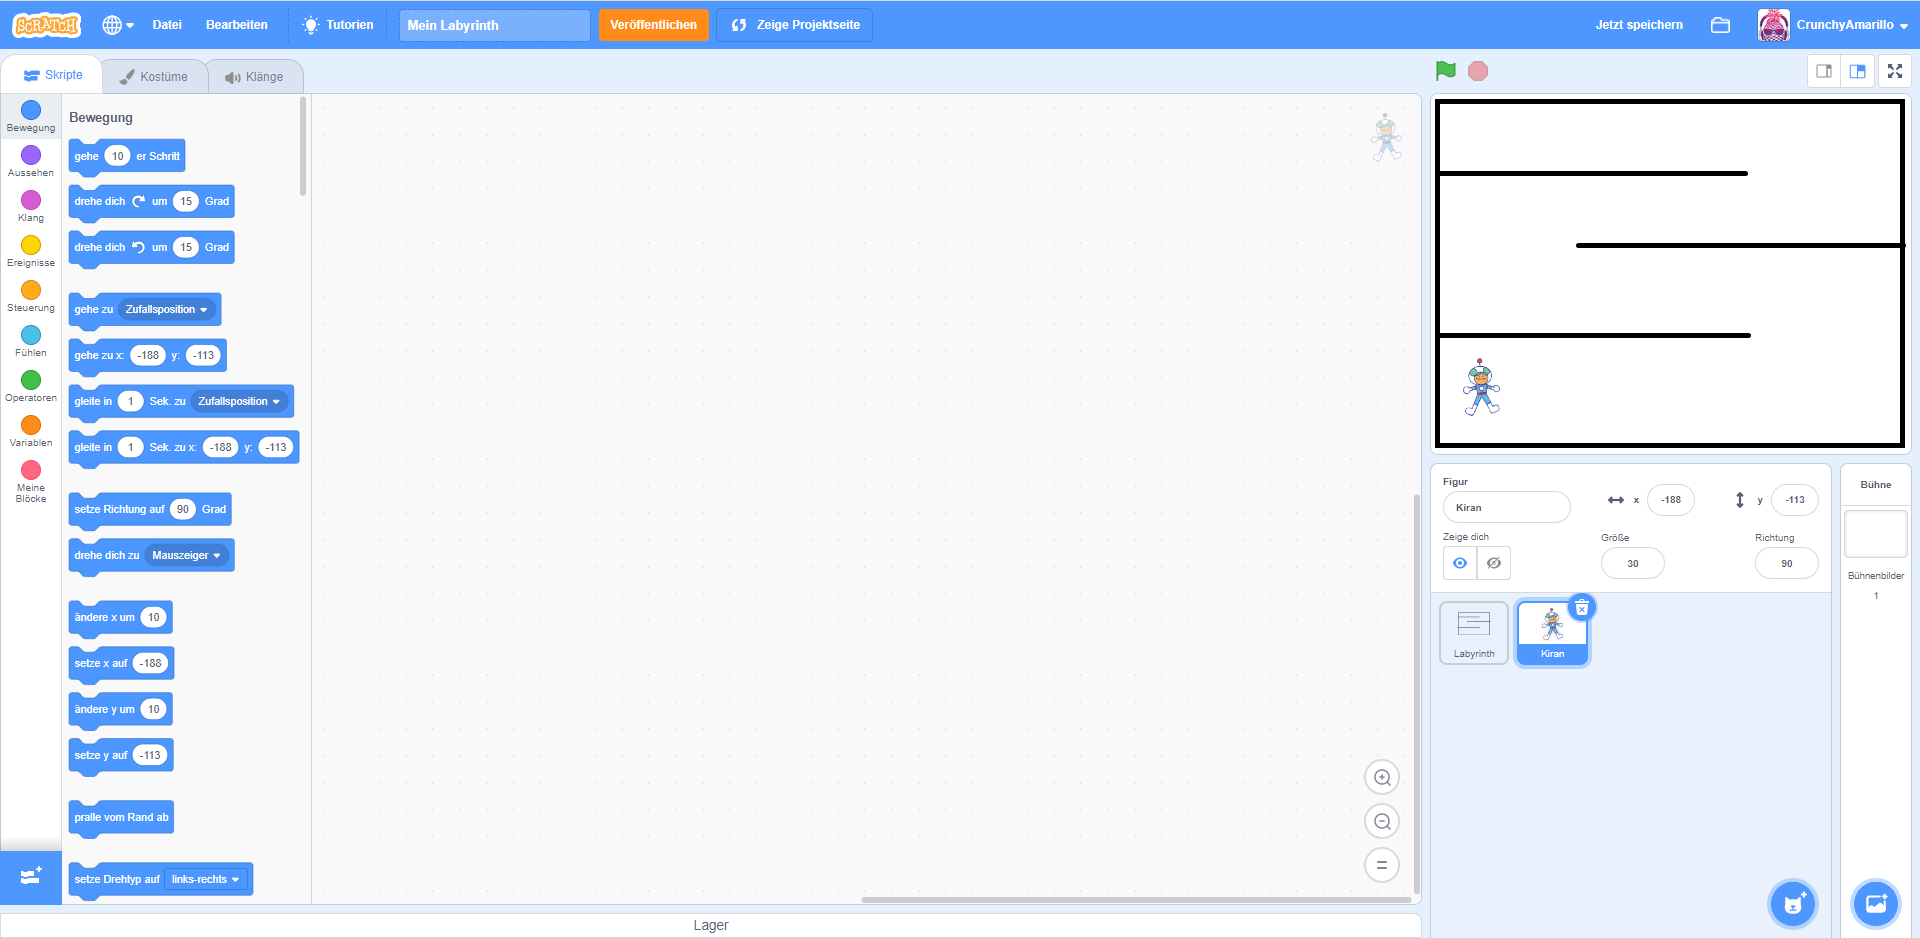 SCRATCH
Datei
Bearbeiten
Tutorien
Mein Labyrinth
Veröffentlichen
Zeige Projektseite
Jetzt speichern
CrunchyAmarillo
Skripte
Kostüme
Klänge
Bewegung
Aussehen
Klang
Ereignisse
Steuerung
Fühlen
Operatoren
Variablen
Meine
Blöcke
Bewegung
gehe 10 er Schritt
drehe dich um 15 Grad
drehe dich um 15 Grad
gehe zu Zufallsposition
gehe zu x: -188 y: -113
gleite in 1 Sek. zu Zufallsposition
gleite in 1 Sek. zu x: -188 y: -113
setze Richtung auf 90 Grad
drehe dich zu Mauszeiger
ändere x um 10
setze x auf -188
ändere y um 10
setze y auf -113
pralle vom Rand ab
setze Drehtyp auf links-rechts
Lager
Figur
Kiran
x -188
y -113
Zeige dich
Größe
30
Richtung
90
Labyrinth
Kiran
Bühne
Bühnenbilder
1